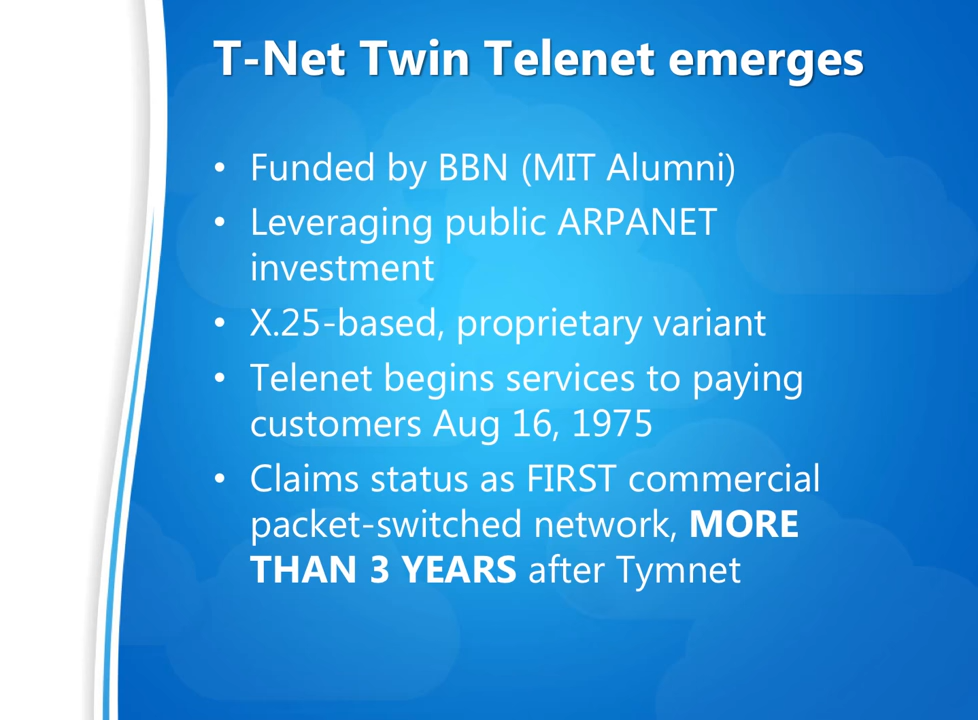 T-Net Twin Telenet emerges
• Funded by BBN (MIT Alumni)
• Leveraging public ARPANET
investment
• X.25-based, proprietary variant
• Telenet begins services to paying
customers Aug 16, 1975
• Claims status as FIRST commercial
packet-switched network, MORE
THAN 3 YEARS after Tymnet